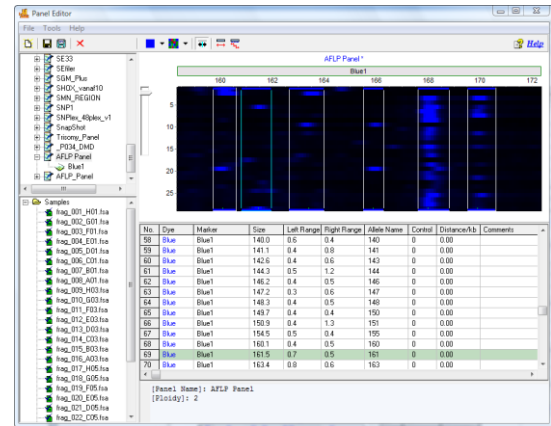 Panel Editor
File Tools Help
Help
SE33
SEfiler
SGM_Plus
SHOX_vanaf10
SMN_REGION
SNP1
SNPlex_48plex_v1
SnapShot
Trisomy_Panel
_P034_DMD
AFLP Panel
Blue1
AFLP_Panel
AFLP Panel*
Blue1
160 162 164 166 168 170 172
5
10
15
20
25
Samples
frag_001_H01.fsa
frag_002_G01.fsa
frag_003_F01.fsa
frag_004_E01.fsa
frag_005_D01.fsa
frag_006_C01.fsa
frag_007_B01.fsa
frag_008_A01.fsa
frag_009_H03.fsa
frag_010_G03.fsa
frag_011_F03.fsa
frag_012_E03.fsa
frag_013_D03.fsa
frag_014_C03.fsa
frag_015_B03.fsa
frag_016_A03.fsa
frag_017_H05.fsa
frag_018_G05.fsa
frag_019_F05.fsa
frag_020_E05.fsa
frag_021_D05.fsa
frag_022_C05.fsa
No. Dye Marker Size Left Range Right Range Allele Name Control Distance/kb Comments
58 Blue Blue1 140.0 0.6 0.4 140 0 0.00
59 Blue Blue1 141.1 0.4 0.8 141 0 0.00
60 Blue Blue1 142.6 0.4 0.6 143 0 0.00
61 Blue Blue1 144.3 0.5 1.2 144 0 0.00
62 Blue Blue1 146.2 0.4 0.5 146 0 0.00
63 Blue Blue1 147.2 0.3 0.6 147 0 0.00
64 Blue Blue1 148.3 0.4 0.5 148 0 0.00
65 Blue Blue1 149.7 0.4 0.4 150 0 0.00
66 Blue Blue1 150.9 0.4 1.3 151 0 0.00
67 Blue Blue1 154.5 0.5 0.4 155 0 0.00
68 Blue Blue1 160.1 0.4 0.5 160 0 0.00
69 Blue Blue1 161.5 0.7 0.5 161 0 0.00
70 Blue Blue1 163.4 0.8 0.6 163 0 0.00
[Panel Name]: AFLP Panel
[Ploidy]: 2